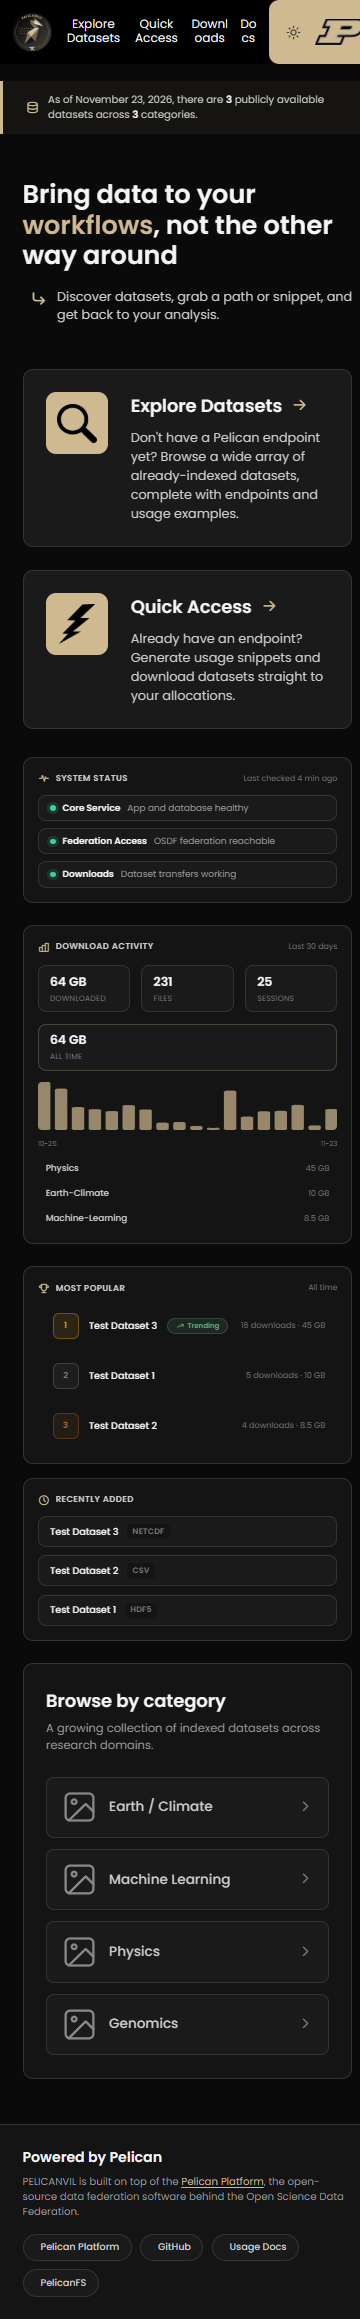 Explore
Datasets
Quick
Access
Downl
oads
Do
cs
As of November 23, 2026, there are 3 publicly available
datasets across 3 categories.
Bring data to your
workflows, not the other
way around
Discover datasets, grab a path or snippet, and
get back to your analysis.
Explore Datasets →
Don't have a Pelican endpoint
yet? Browse a wide array of
already-indexed datasets,
complete with endpoints and
usage examples.
Quick Access →
Already have an endpoint?
Generate usage snippets and
download datasets straight to
your allocations.
SYSTEM STATUS Last checked 4 min ago
Core Service App and database healthy
Federation Access OSDF federation reachable
Downloads Dataset transfers working
DOWNLOAD ACTIVITY Last 30 days
64 GB
DOWNLOADED
231
FILES
25
SESSIONS
64 GB
ALL TIME
10-25 11-23
Physics 45 GB
Earth-Climate 10 GB
Machine-Learning 8.5 GB
MOST POPULAR All time
1 Test Dataset 3 Trending 16 downloads · 45 GB
2 Test Dataset 1 5 downloads · 10 GB
3 Test Dataset 2 4 downloads · 8.5 GB
RECENTLY ADDED
Test Dataset 3 NETCDF
Test Dataset 2 CSV
Test Dataset 1 HDF5
Browse by category
A growing collection of indexed datasets across
research domains.
Earth / Climate
Machine Learning
Physics
Genomics
Powered by Pelican
PELICANVIL is built on top of the Pelican Platform, the open-
source data federation software behind the Open Science Data
Federation.
Pelican Platform GitHub Usage Docs
PelicanFS